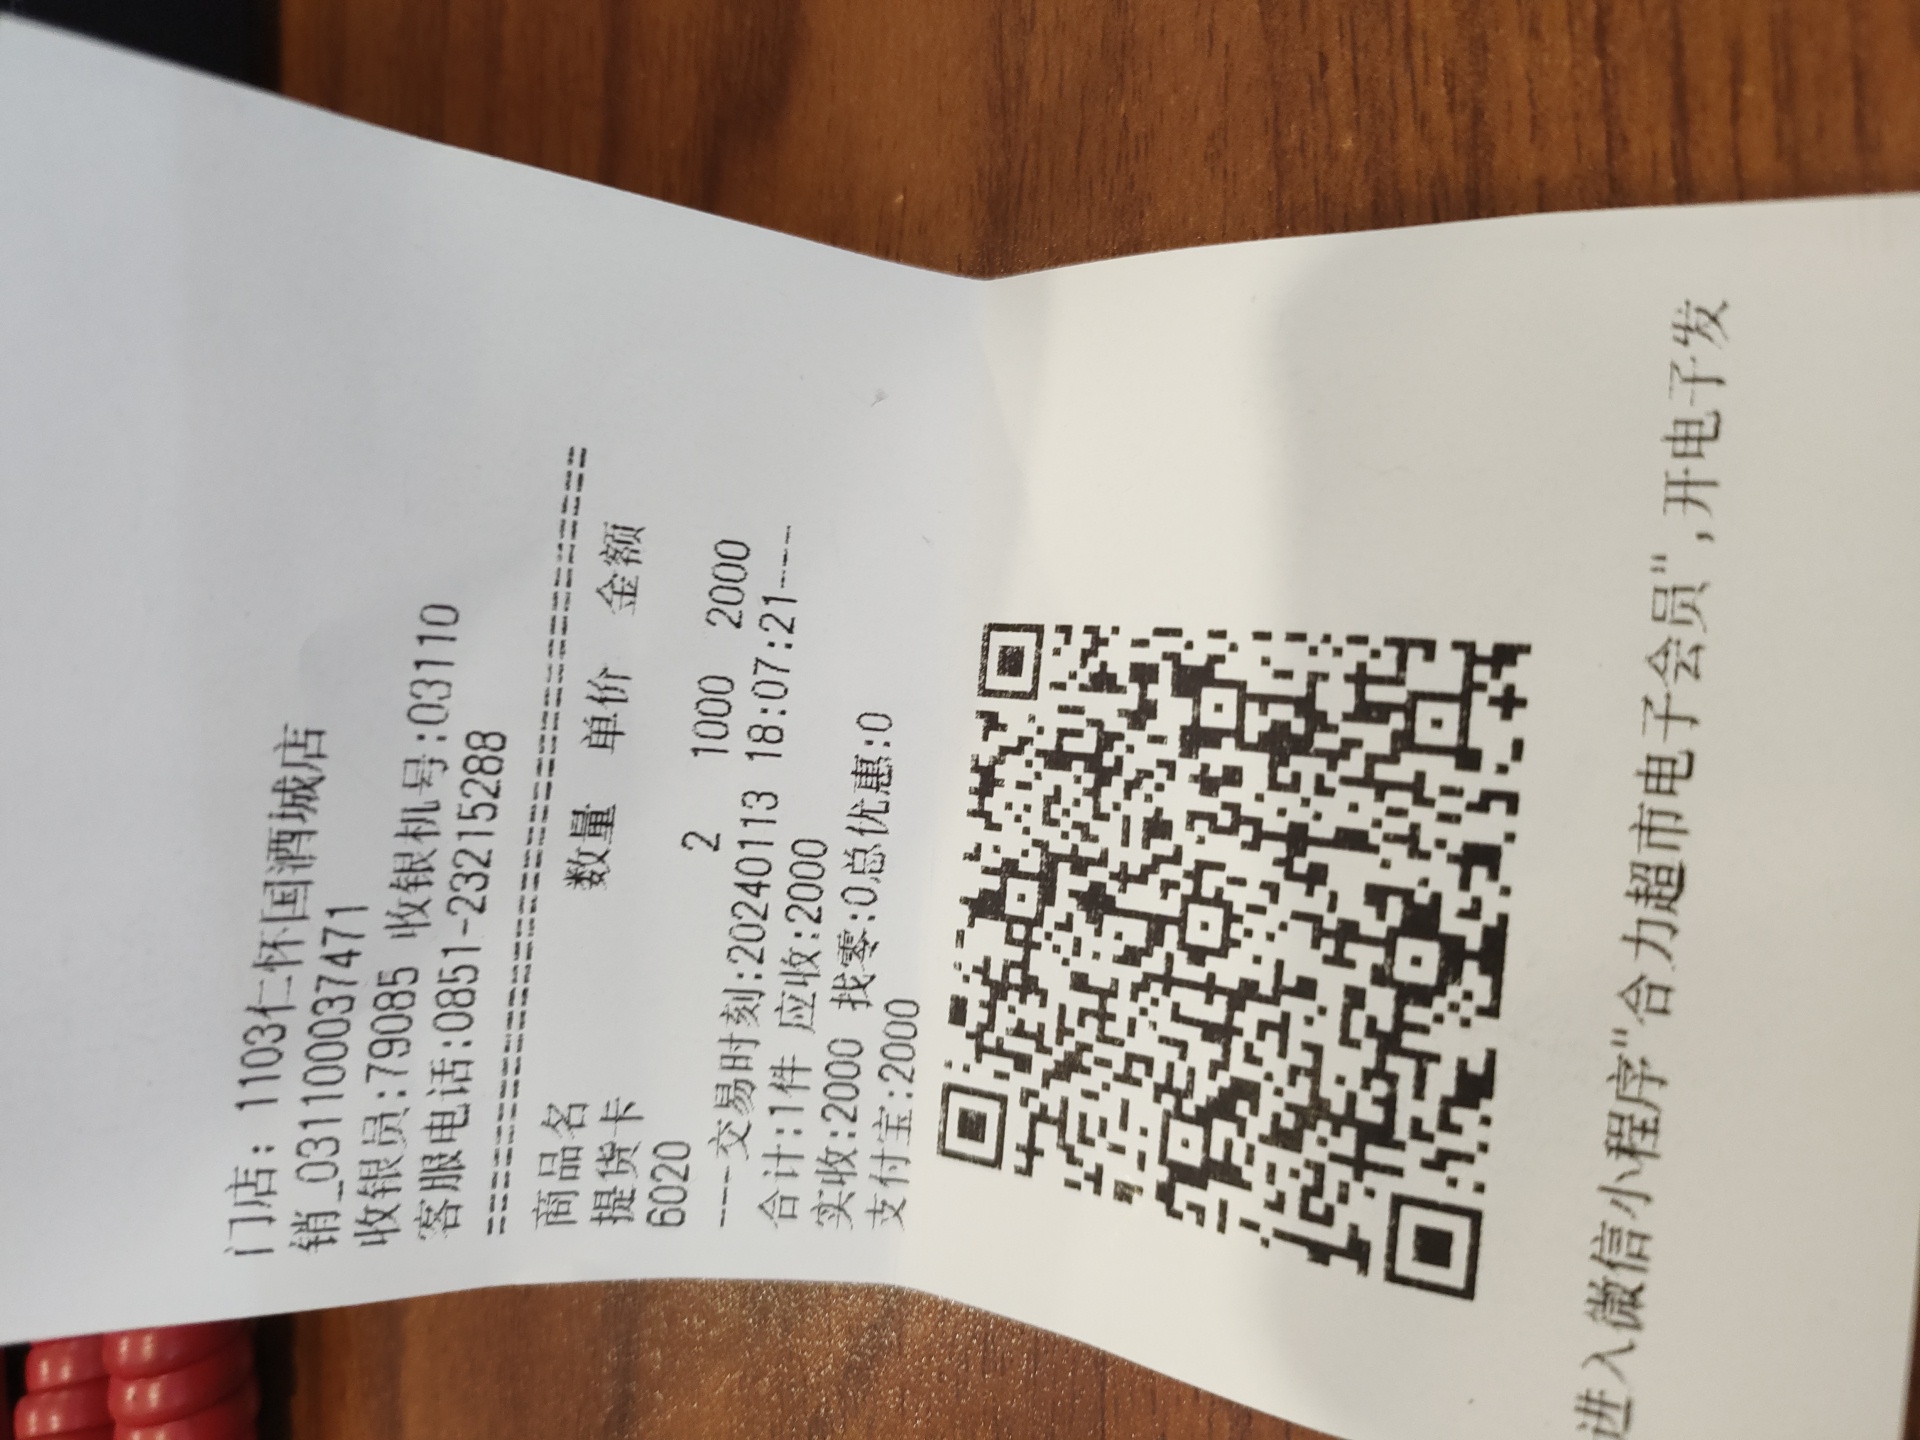 门店: 1103仁怀国酒城店
销_0311000037471
收银员:79085 收银机号:03110
客服电话:0851-23215288
========================================
商品名 数量 单价 金额
提货卡
6020 2 1000 2000
----交易时刻:20240113 18:07:21----
合计:1件 应收:2000
实收:2000 找零:0总优惠:0
支付宝:2000
进入微信小程序"合力超市电子会员",开电子发